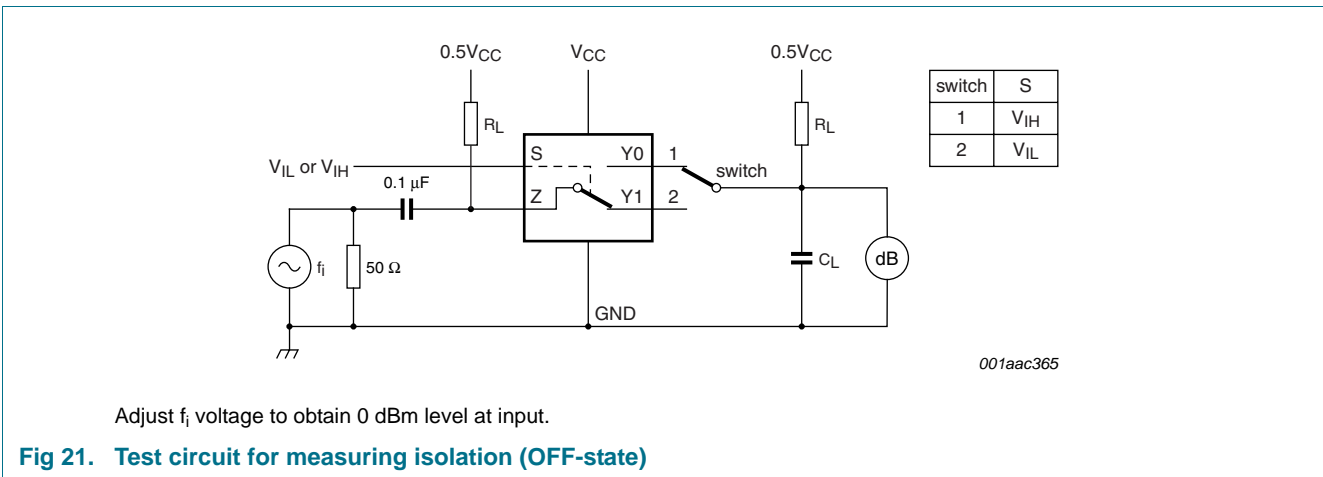 0.5VCC VCC 0.5VCC
switch S
1 VIH
2 VIL
RL RL
S Y0 1
switch
VIL or VIH
0.1 μF
Z Y1 2
fi 50 Ω
CL dB
GND
001aac365
Adjust fi voltage to obtain 0 dBm level at input.
Fig 21. Test circuit for measuring isolation (OFF-state)